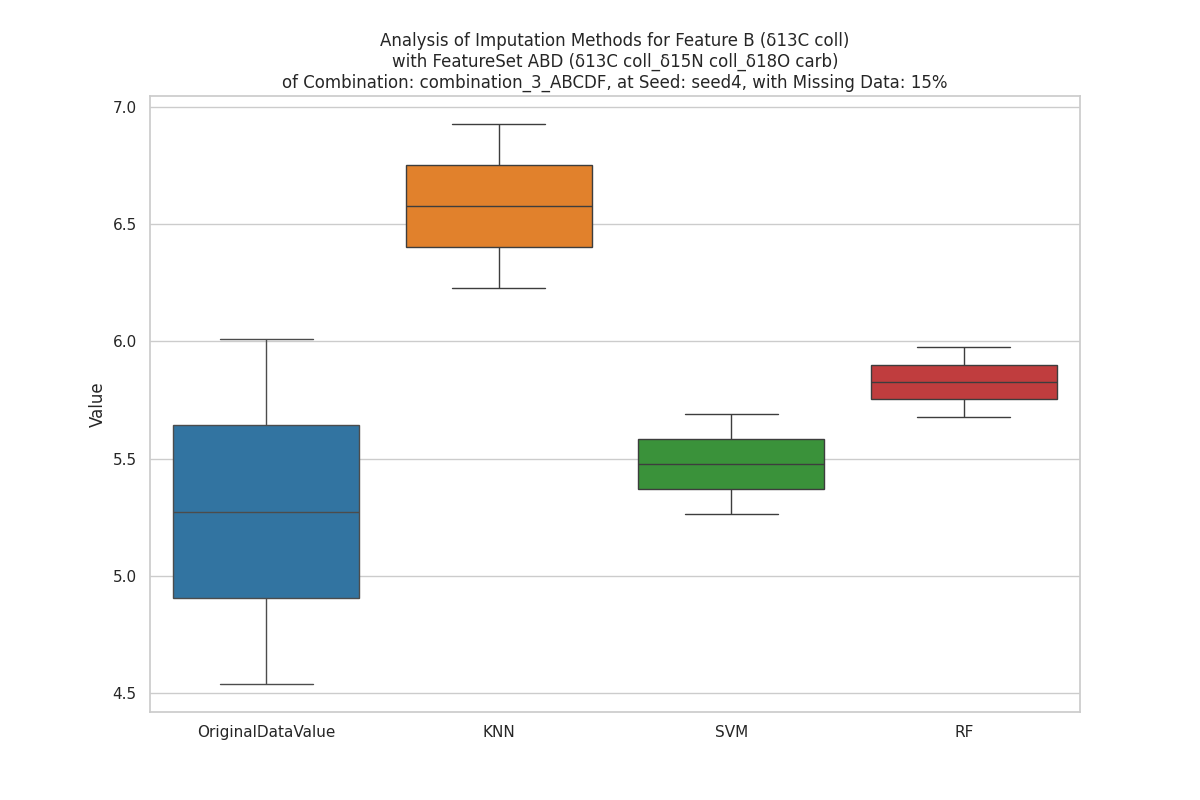 Analysis of Imputation Methods for Feature B (δ13C coll)
with FeatureSet ABD (δ13C coll_δ15N coll_δ18O carb)
of Combination: combination_3_ABCDF, at Seed: seed4, with Missing Data: 15%
7.0
6.5
6.0
5.5
5.0
4.5
Value
OriginalDataValue
KNN
SVM
RF